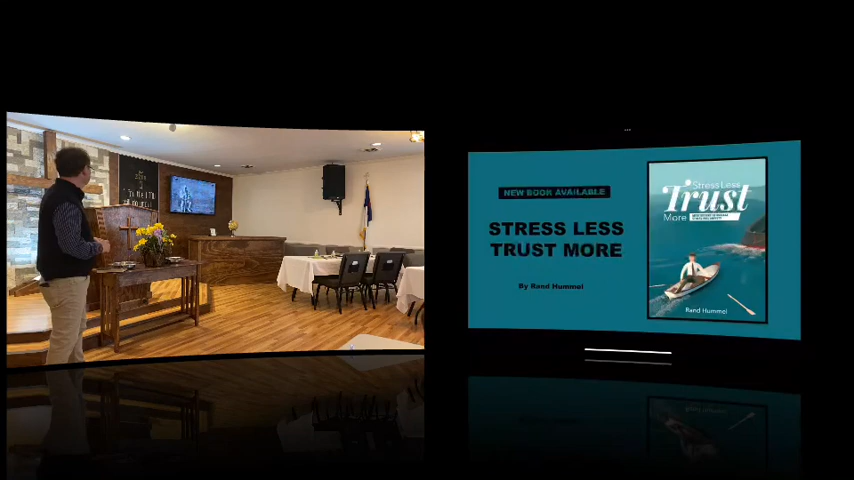 NEW BOOK AVAILABLE
STRESS LESS
TRUST MORE
By Rand Hummel
Stress Less
Trust
More
Rand Hummel